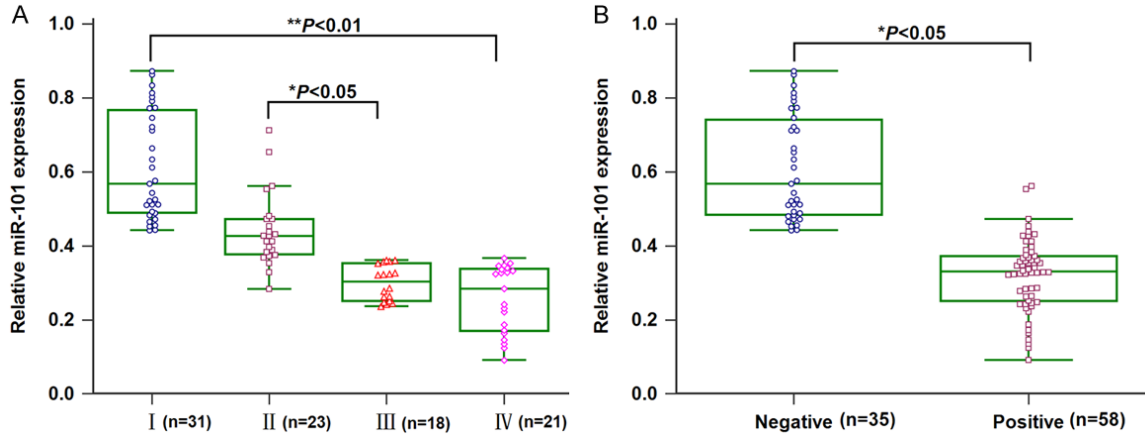 A
Relative miR-101 expression
1.0
0.8
0.6
0.4
0.2
0.0
**P<0.01
*P<0.05
Ⅰ (n=31)
Ⅱ (n=23)
Ⅲ (n=18)
Ⅳ (n=21)
B
Relative miR-101 expression
1.0
0.8
0.6
0.4
0.2
0.0
*P<0.05
Negative (n=35)
Positive (n=58)